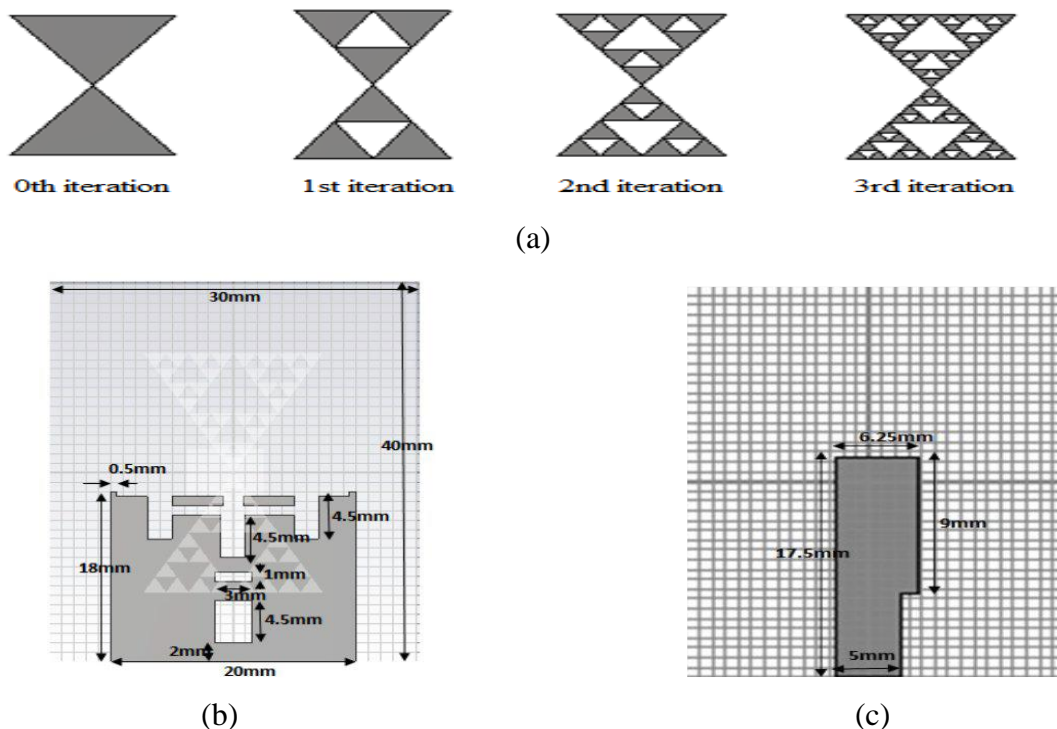 0th iteration 1st iteration 2nd iteration 3rd iteration
(a)
30mm
40mm
0.5mm
4.5mm
4.5mm
18mm
1mm
3mm
4.5mm
2mm
20mm
6.25mm
9mm
17.5mm
5mm
(b) (c)